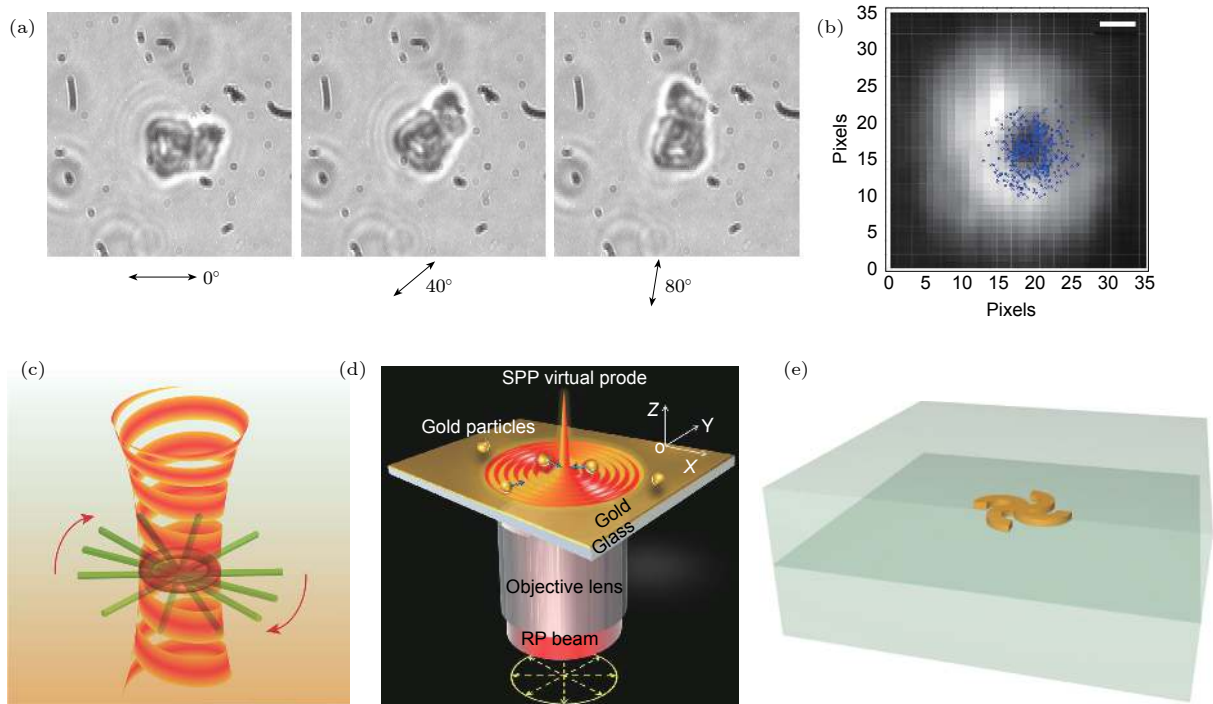 (a)
0°
40°
80°
(b)
35
30
25
20
15
10
5
0
Pixels
0 5 10 15 20 25 30 35
Pixels
(c)
(d)
SPP virtual prode
Gold particles
Z
Y
o
X
Gold
Glass
Objective lens
RP beam
(e)